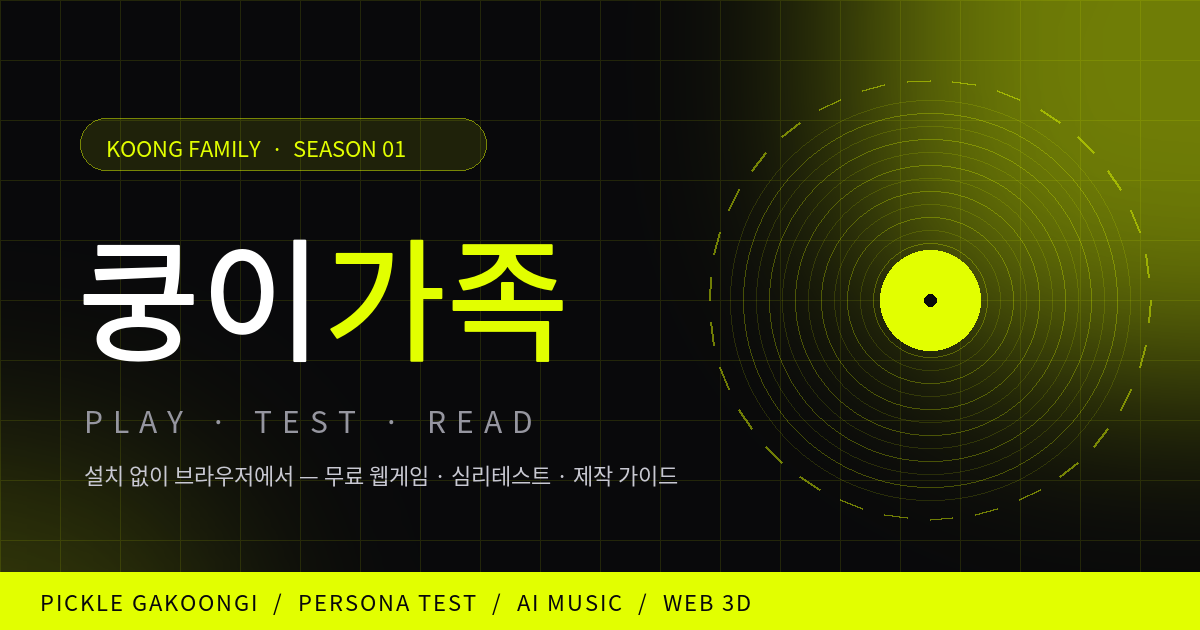 KOONG FAMILY · SEASON 01
쿵이가족
PLAY · TEST · READ
설치 없이 브라우저에서 — 무료 웹게임 · 심리테스트 · 제작 가이드
PICKLE GAKOONGI / PERSONA TEST / AI MUSIC / WEB 3D